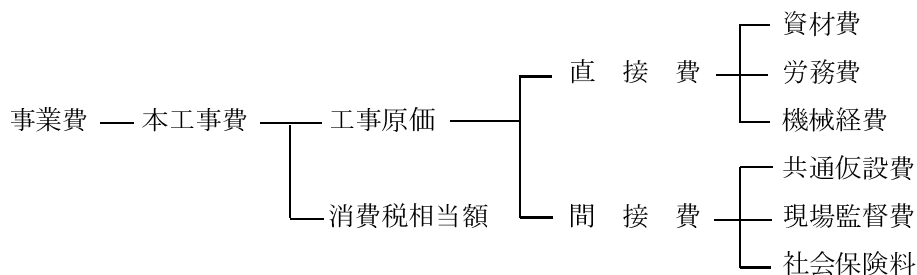 資材費
直接費
労務費
事業費
本工事費
工事原価
機械経費
共通仮設費
消費税相当額
間接費
現場監督費
社会保険料